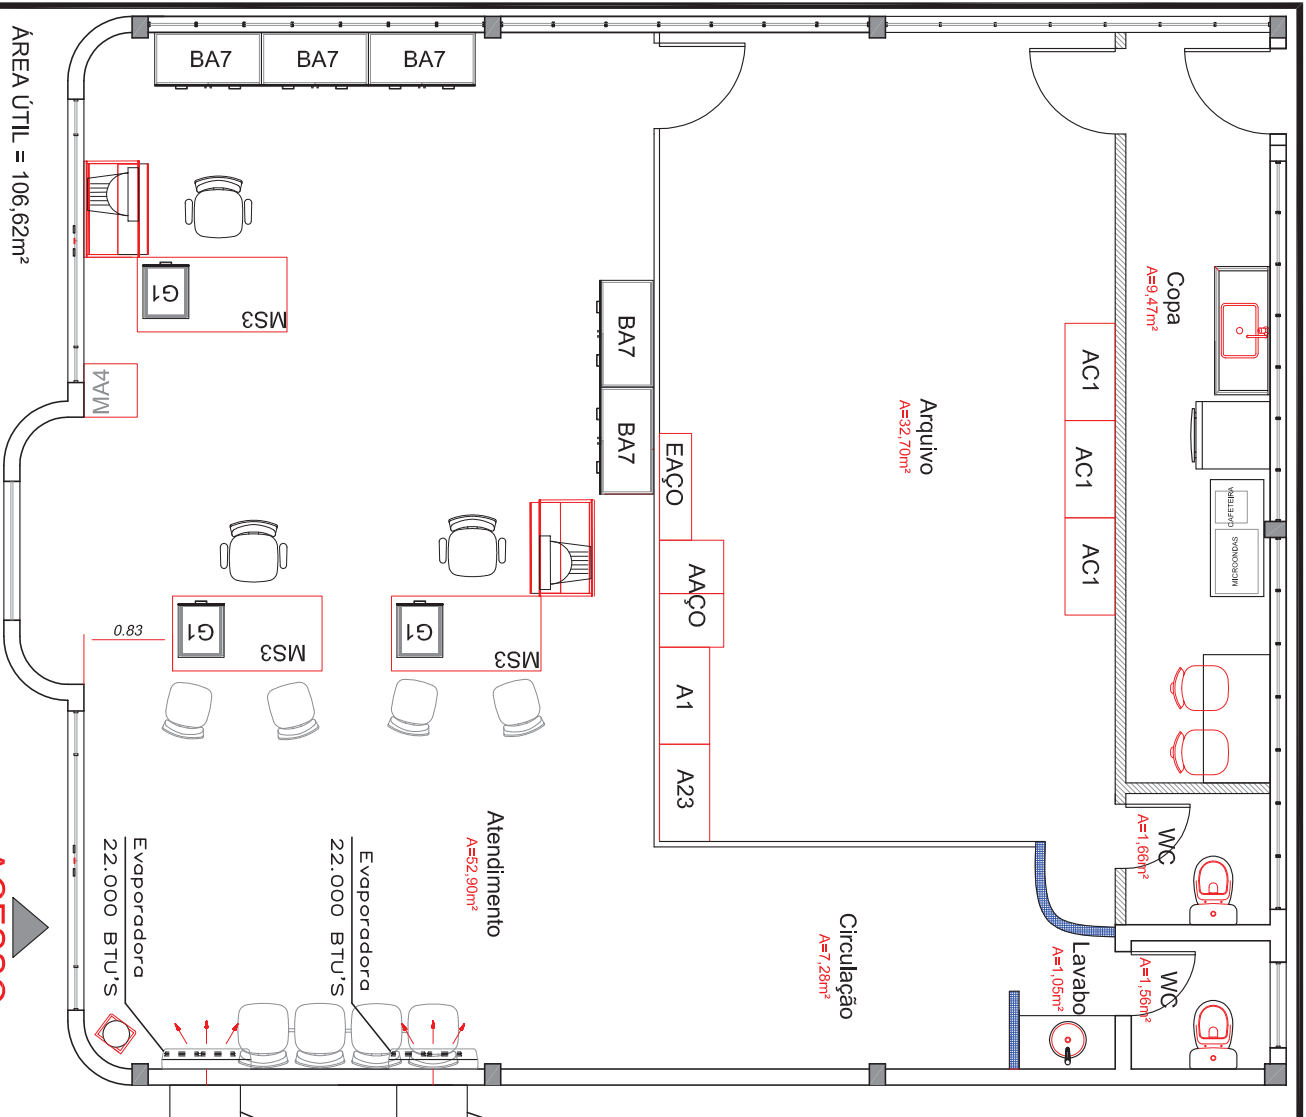 ÁREA ÚTIL = 106,62m²
BA7
BA7
BA7
G1
MS3
MA4
BA7
BA7
EAÇO
AAÇO
A1
A23
Arquivo
A=32,70m²
AC1
AC1
AC1
Copa
A=9,47m²
CAFETEIRA
MICROONDAS
0.83
G1
MS3
G1
MS3
Atendimento
A=52,90m²
Evaporadora
22.000 BTU'S
Evaporadora
22.000 BTU'S
Circulação
A=7,28m²
Lavabo
A=1,05m²
WC
A=1,66m²
WC
A=1,56m²
ACESSO